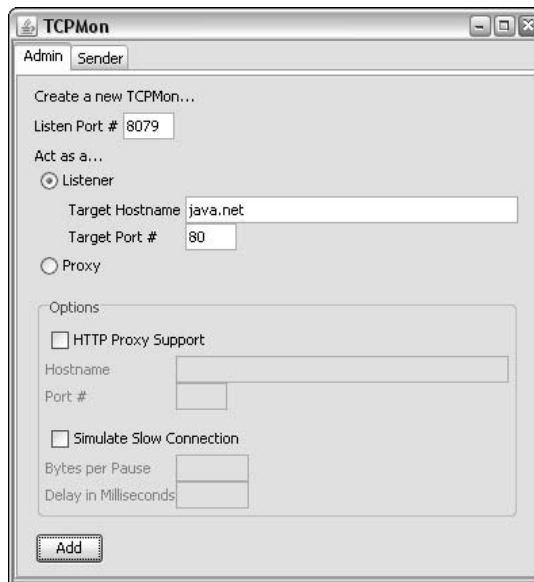 TCPMon
Admin Sender
Create a new TCPMon...
Listen Port # 8079
Act as a...
Listener
Target Hostname java.net
Target Port # 80
Proxy
Options
HTTP Proxy Support
Hostname
Port #
Simulate Slow Connection
Bytes per Pause
Delay in Milliseconds
Add